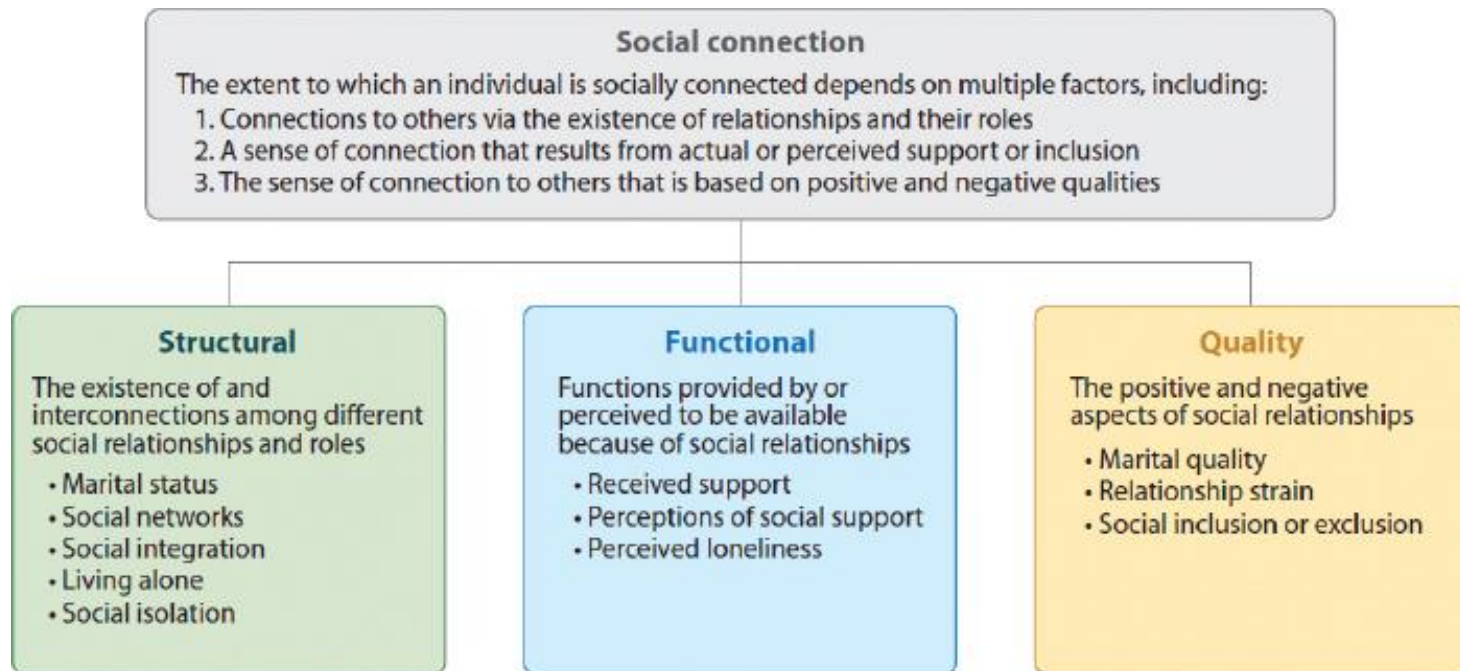 Social connection
The extent to which an individual is socially connected depends on multiple factors, including:
1. Connections to others via the existence of relationships and their roles
2. A sense of connection that results from actual or perceived support or inclusion
3. The sense of connection to others that is based on positive and negative qualities
Structural
The existence of and
interconnections among different
social relationships and roles
• Marital status
• Social networks
• Social integration
• Living alone
• Social isolation
Functional
Functions provided by or
perceived to be available
because of social relationships
• Received support
• Perceptions of social support
• Perceived loneliness
Quality
The positive and negative
aspects of social relationships
• Marital quality
• Relationship strain
• Social inclusion or exclusion